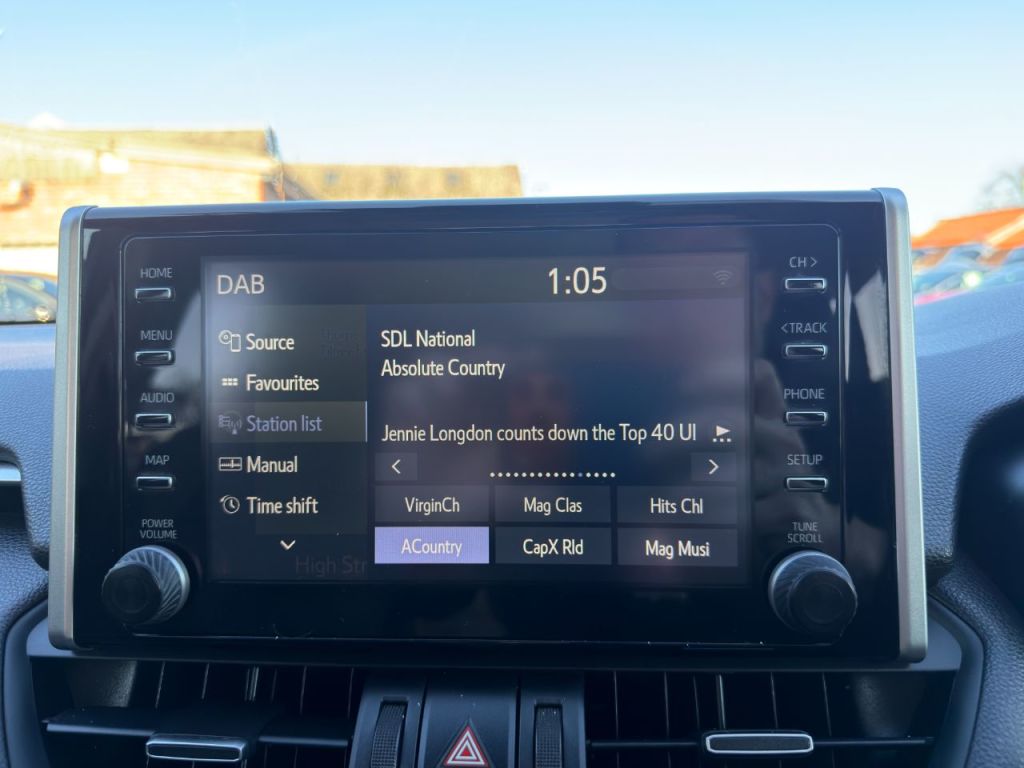 HOME
MENU
AUDIO
MAP
POWER
VOLUME
DAB
1:05
Source
Favourites
Station list
Manual
Time shift
SDL National
Absolute Country
Jennie Longdon counts down the Top 40 UI
VirginCh
Mag Clas
Hits Chl
ACountry
CapX Rld
Mag Musi
High Str
CH >
< TRACK
PHONE
SETUP
TUNE
SCROLL